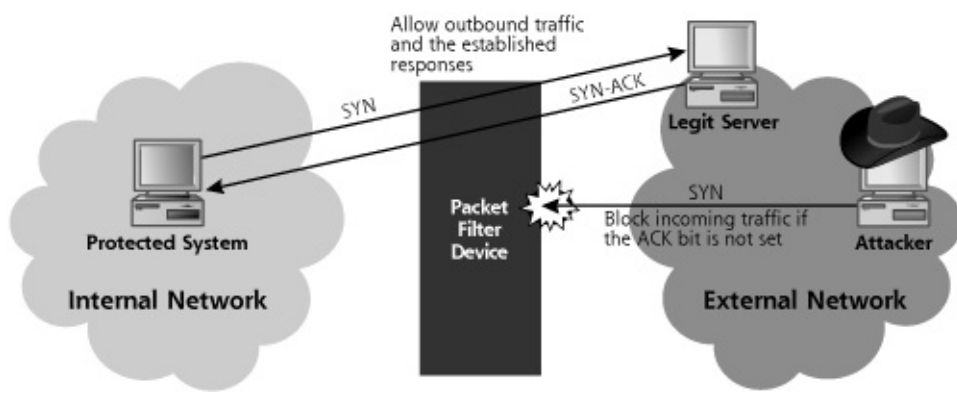 Allow outbound traffic
and the established
responses
SYN
SYN-ACK
Legit Server
Protected System
Internal Network
Packet
Filter
Device
SYN
Block incoming traffic if
the ACK bit is not set
Attacker
External Network